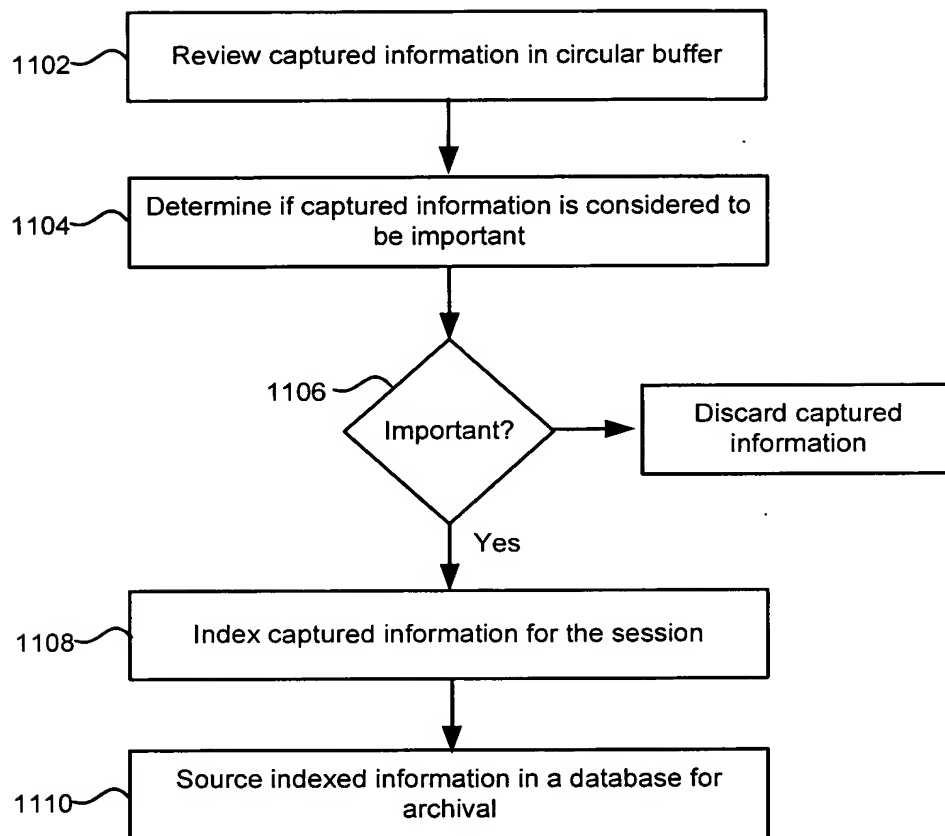 1102
Review captured information in circular buffer
1104
Determine if captured information is considered to
be important
1106
Important?
Discard captured
information
Yes
1108
Index captured information for the session
1110
Source indexed information in a database for
archival